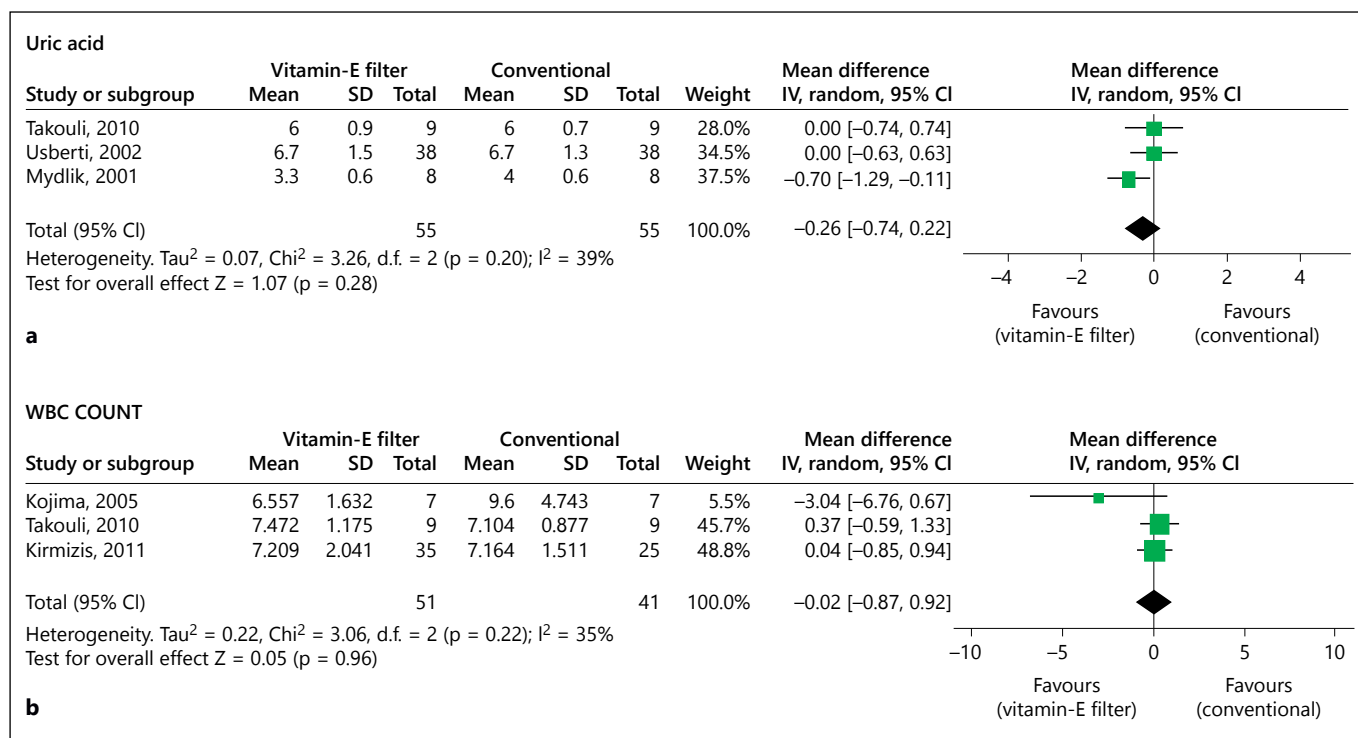 Uric acid
Vitamin-E filter Conventional Mean difference Mean difference
Study or subgroup Mean SD Total Mean SD Total Weight IV, random, 95% CI IV, random, 95% CI
Takouli, 2010 6 0.9 9 6 0.7 9 28.0% 0.00 [–0.74, 0.74]
Usberti, 2002 6.7 1.5 38 6.7 1.3 38 34.5% 0.00 [–0.63, 0.63]
Mydlik, 2001 3.3 0.6 8 4 0.6 8 37.5% –0.70 [–1.29, –0.11]
Total (95% CI) 55 55 100.0% –0.26 [–0.74, 0.22]
Heterogeneity. Tau² = 0.07, Chi² = 3.26, d.f. = 2 (p = 0.20); I² = 39%
Test for overall effect Z = 1.07 (p = 0.28)
–4 –2 0 2 4
Favours Favours
(vitamin-E filter) (conventional)
a
WBC COUNT
Vitamin-E filter Conventional Mean difference Mean difference
Study or subgroup Mean SD Total Mean SD Total Weight IV, random, 95% CI IV, random, 95% CI
Kojima, 2005 6.557 1.632 7 9.6 4.743 7 5.5% –3.04 [–6.76, 0.67]
Takouli, 2010 7.472 1.175 9 7.104 0.877 9 45.7% 0.37 [–0.59, 1.33]
Kirmizis, 2011 7.209 2.041 35 7.164 1.511 25 48.8% 0.04 [–0.85, 0.94]
Total (95% CI) 51 41 100.0% –0.02 [–0.87, 0.92]
Heterogeneity. Tau² = 0.22, Chi² = 3.06, d.f. = 2 (p = 0.22); I² = 35%
Test for overall effect Z = 0.05 (p = 0.96)
–10 –5 0 5 10
Favours Favours
(vitamin-E filter) (conventional)
b